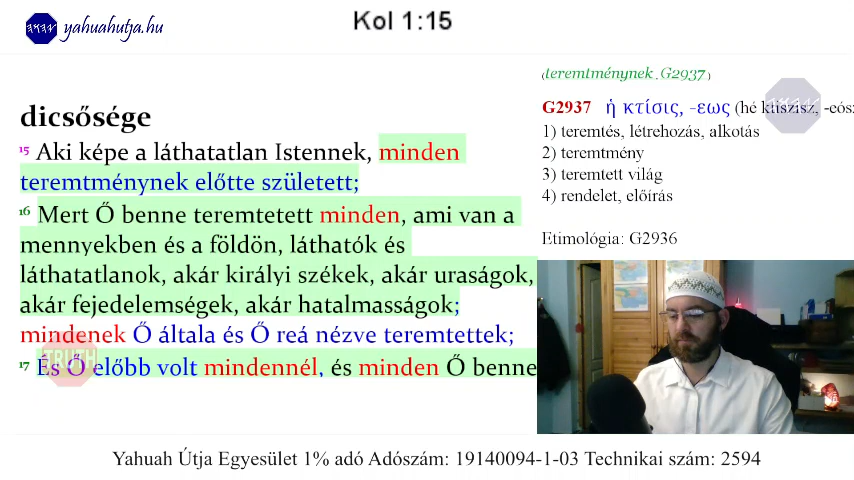 yahuahutja.hu
Kol 1:15
dicsősége
15 Aki képe a láthatatlan Istennek, minden
teremtménynek előtte született;
16 Mert Ő benne teremtetett minden, ami van a
mennyekben és a földön, láthatók és
láthatatlanok, akár királyi székek, akár uraságok,
akár fejedelemségek, akár hatalmasságok;
mindenek Ő általa és Ő reá nézve teremtettek;
TRUTH
17 És Ő előbb volt mindennél, és minden Ő benne
(teremtménynek . G2937 )
G2937 ἡ κτίσις, -εως (hé ktiszisz, -eósz
1) teremtés, létrehozás, alkotás
2) teremtmény
3) teremtett világ
4) rendelet, előírás
Etimológia: G2936
Yahuah Útja Egyesület 1% adó Adószám: 19140094-1-03 Technikai szám: 2594